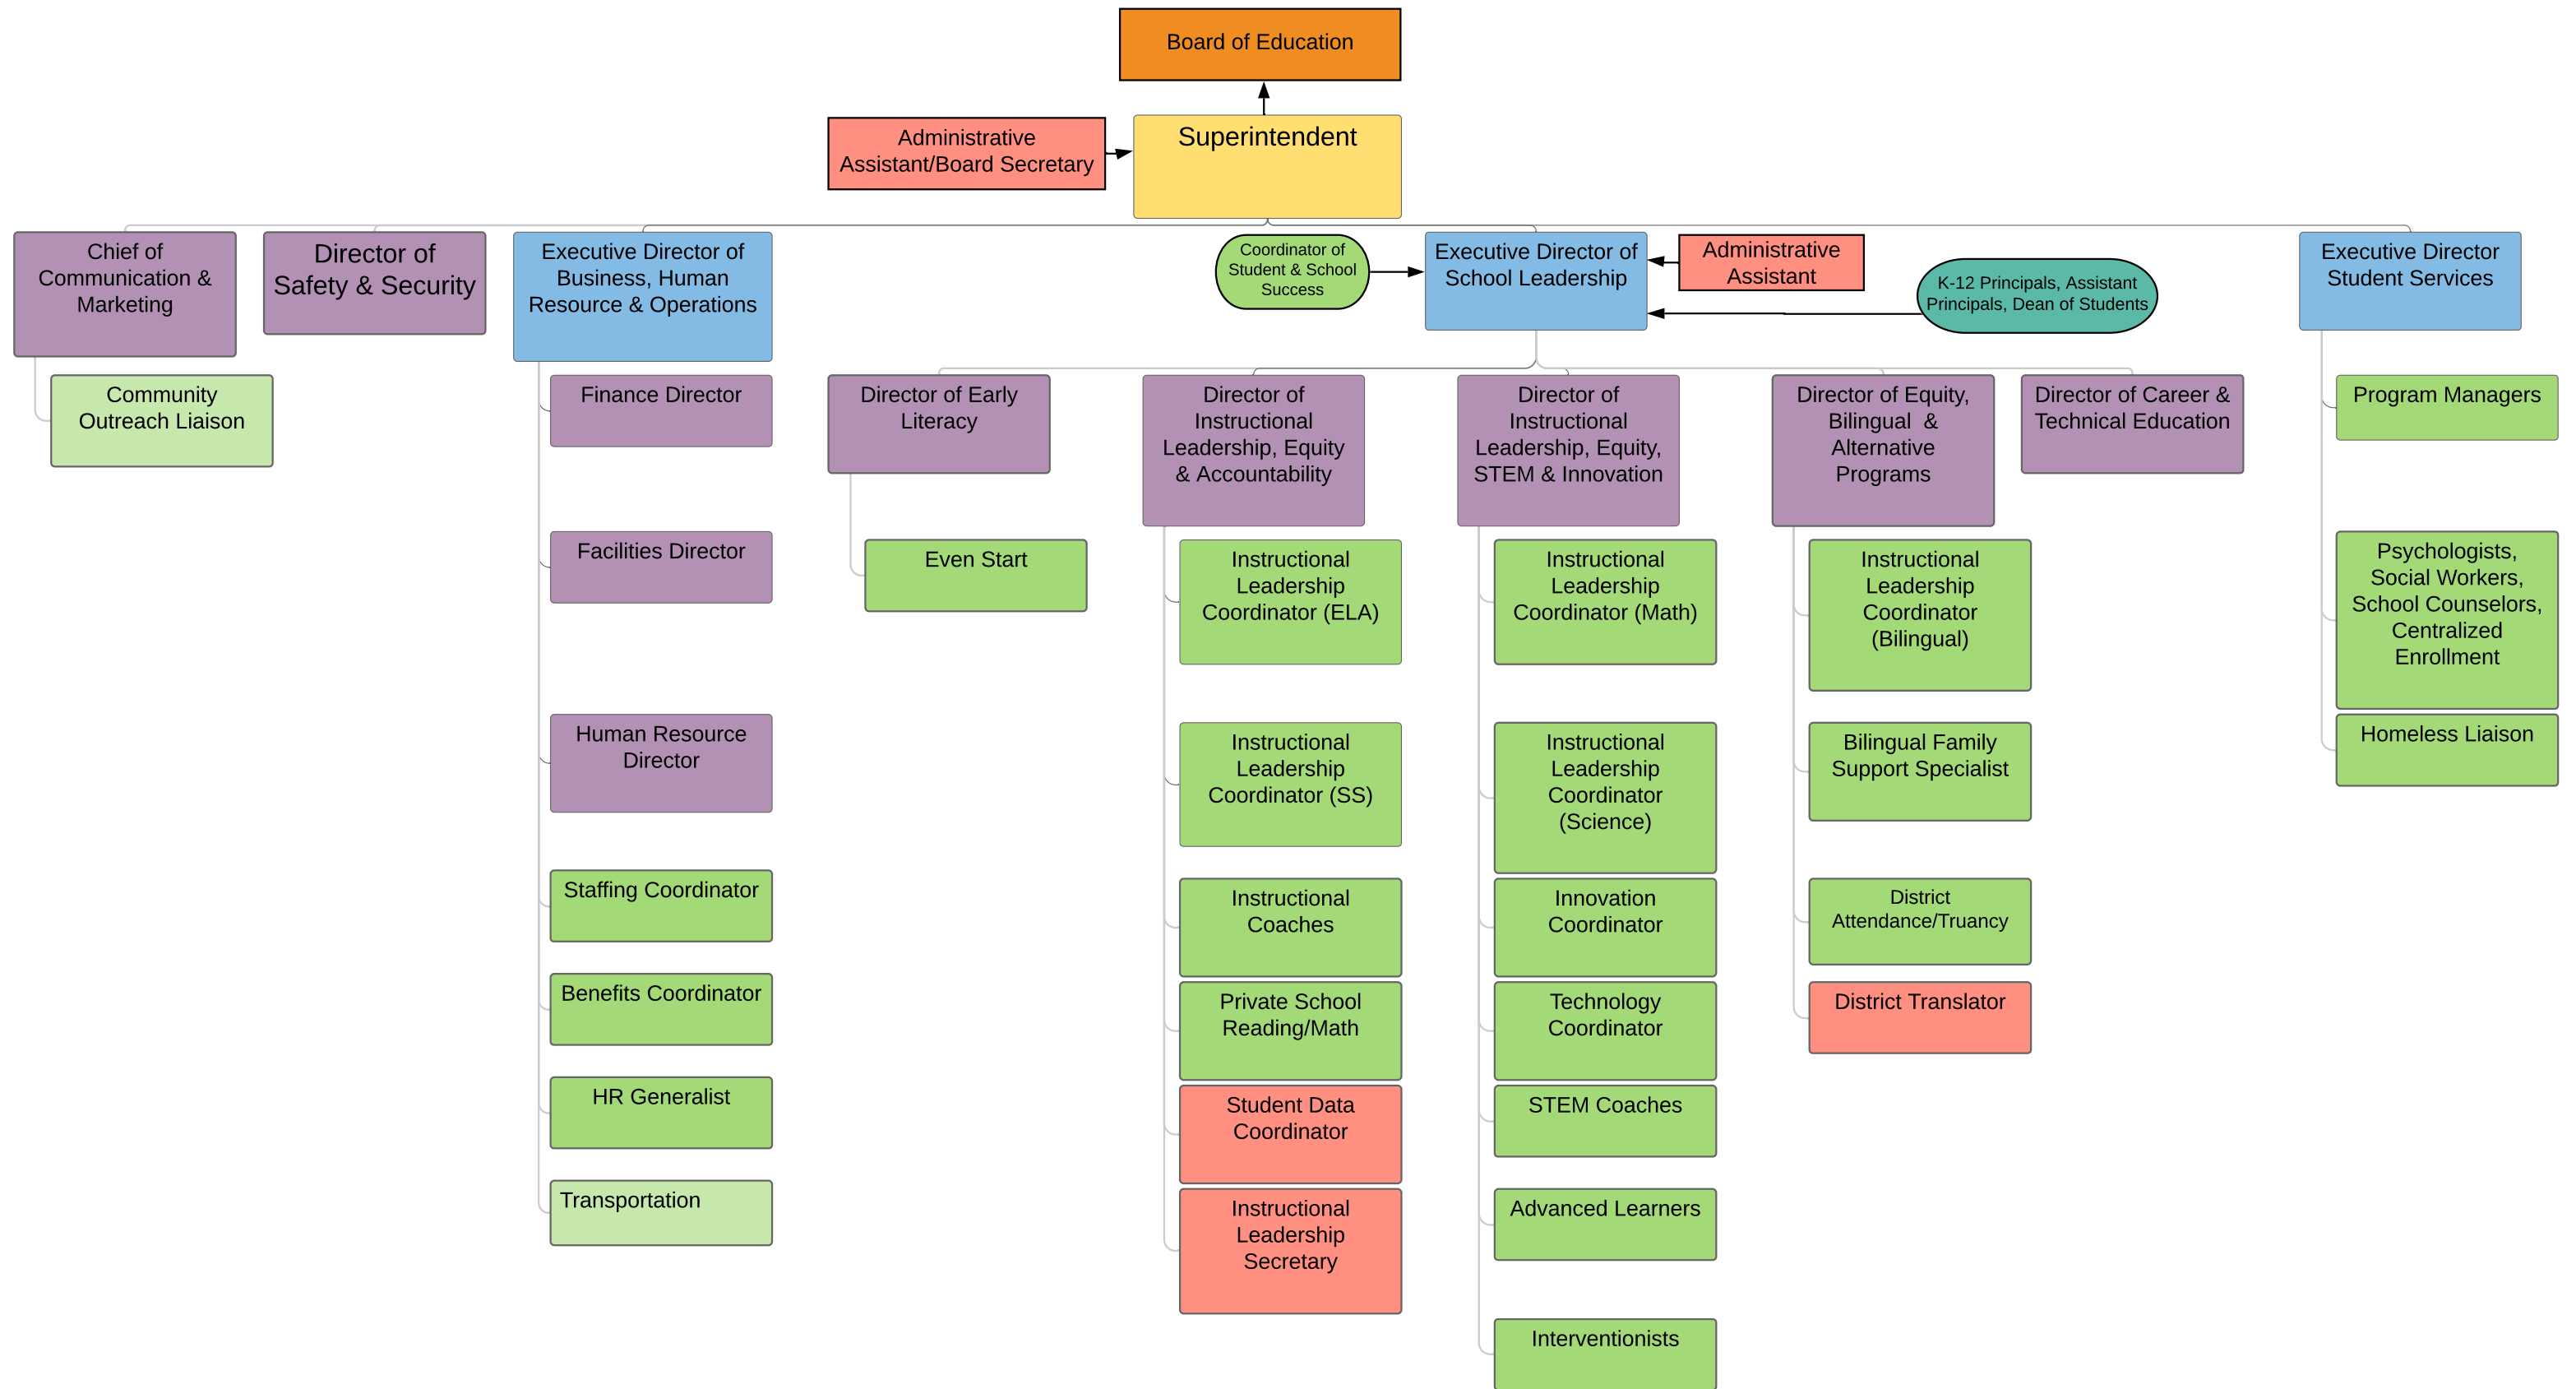 Board of Education
Administrative
Assistant/Board Secretary
Superintendent
Chief of
Communication &
Marketing
Director of
Safety & Security
Executive Director of
Business, Human
Resource & Operations
Coordinator of
Student & School
Success
Executive Director of
School Leadership
Administrative
Assistant
K-12 Principals, Assistant
Principals, Dean of Students
Executive Director
Student Services
Community
Outreach Liaison
Finance Director
Facilities Director
Human Resource
Director
Staffing Coordinator
Benefits Coordinator
HR Generalist
Transportation
Director of Early
Literacy
Even Start
Director of
Instructional
Leadership, Equity
& Accountability
Instructional
Leadership
Coordinator (ELA)
Instructional
Leadership
Coordinator (SS)
Instructional
Coaches
Private School
Reading/Math
Student Data
Coordinator
Instructional
Leadership
Secretary
Director of
Instructional
Leadership, Equity,
STEM & Innovation
Instructional
Leadership
Coordinator (Math)
Instructional
Leadership
Coordinator
(Science)
Innovation
Coordinator
Technology
Coordinator
STEM Coaches
Advanced Learners
Interventionists
Director of Equity,
Bilingual &
Alternative
Programs
Instructional
Leadership
Coordinator
(Bilingual)
Bilingual Family
Support Specialist
District
Attendance/Truancy
District Translator
Director of Career &
Technical Education
Program Managers
Psychologists,
Social Workers,
School Counselors,
Centralized
Enrollment
Homeless Liaison